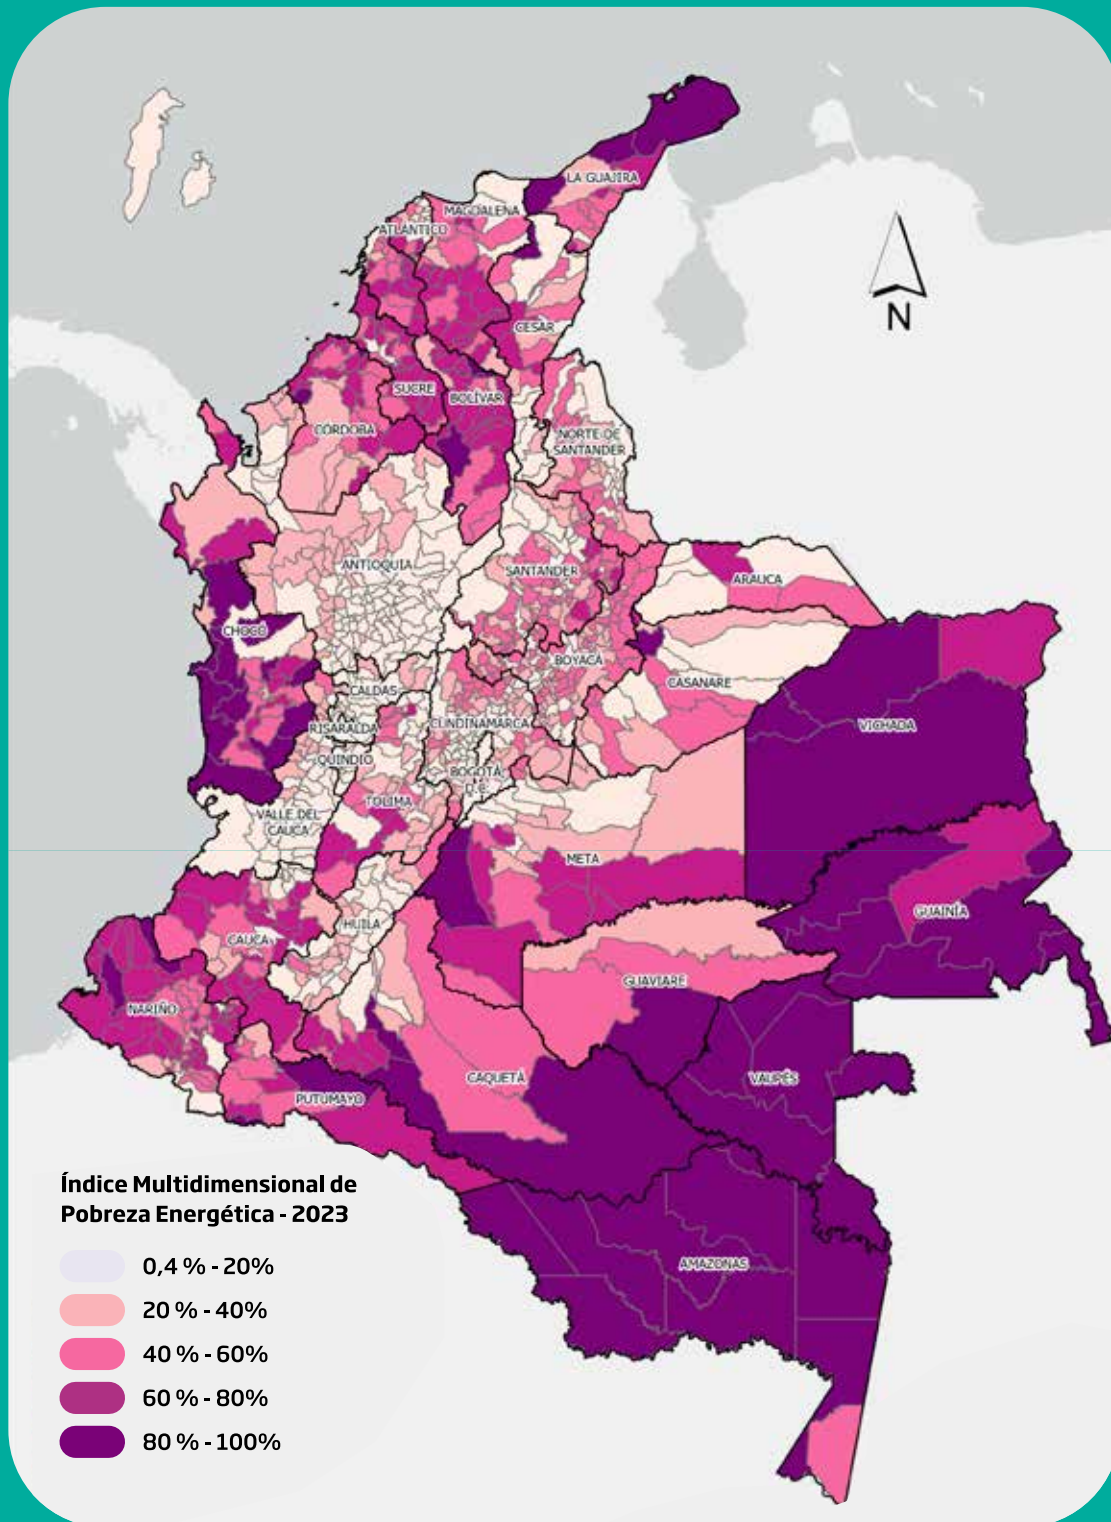 LA GUAJIRA
MAGDALENA
ATLÁNTICO
N
CESAR
SUCRE
BOLÍVAR
CÓRDOBA
NORTE DE
SANTANDER
ANTIOQUIA
SANTANDER
ARAUCA
CHOCÓ
BOYACÁ
CASANARE
CALDAS
CUNDINAMARCA
RISARALDA
VICHADA
QUINDIO
BOGOTÁ
D.C.
TOLIMA
VALLE DEL
CAUCA
META
GUAINÍA
HUILA
CAUCA
GUAVIARE
NARIÑO
CAQUETÁ
VAUPÉS
PUTUMAYO
AMAZONAS
Índice Multidimensional de
Pobreza Energética - 2023
0,4 % - 20%
20 % - 40%
40 % - 60%
60 % - 80%
80 % - 100%